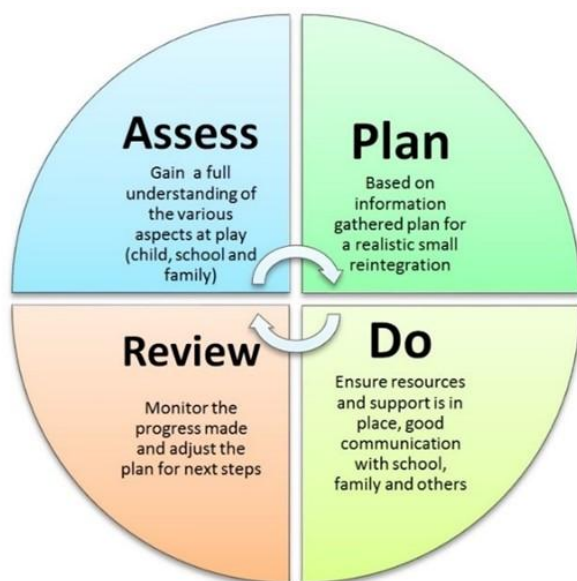 Assess
Gain a full
understanding of
the various
aspects at play
(child, school and
family)
Plan
Based on
information
gathered plan for
a realistic small
reintegration
Do
Ensure resources
and support is in
place, good
communication
with school,
family and others
Review
Monitor the
progress made
and adjust the
plan for next steps